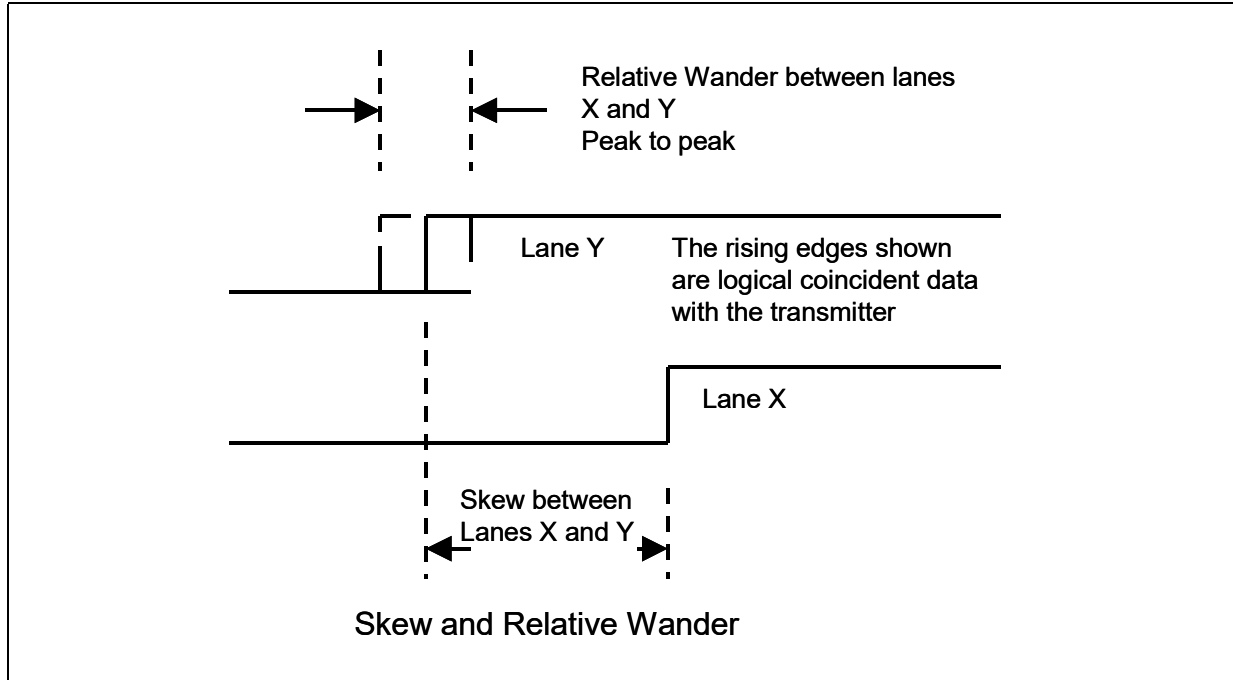 Relative Wander between lanes
X and Y
Peak to peak
Lane Y
The rising edges shown
are logical coincident data
with the transmitter
Lane X
Skew between
Lanes X and Y
Skew and Relative Wander